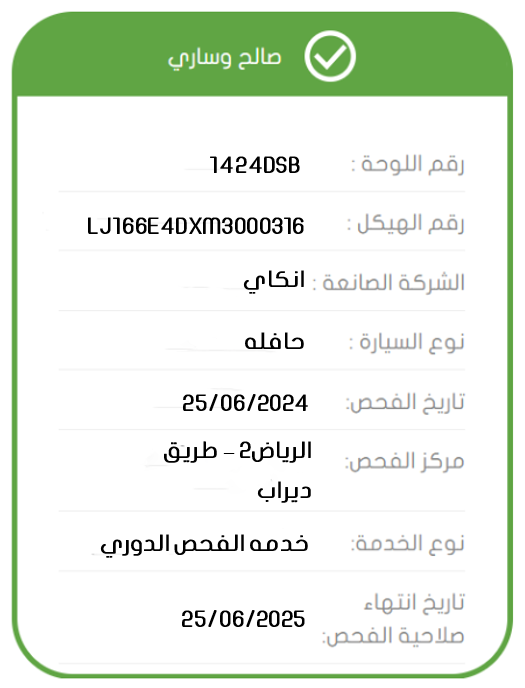 صالح وساري
رقم اللوحة : 1424DSB
رقم الهيكل : LJ166E4DXM3000316
الشركة الصانعة : انكاي
نوع السيارة : حافله
تاريخ الفحص: 25/06/2024
مركز الفحص: الرياض2 – طريق
ديراب
نوع الخدمة: خدمه الفحص الدوري
تاريخ انتهاء
صلاحية الفحص: 25/06/2025